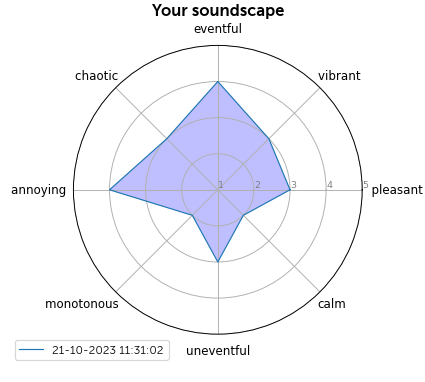 Your soundscape
eventful
chaotic
vibrant
annoying
1 2 3 4 5
pleasant
monotonous
calm
uneventful
21-10-2023 11:31:02